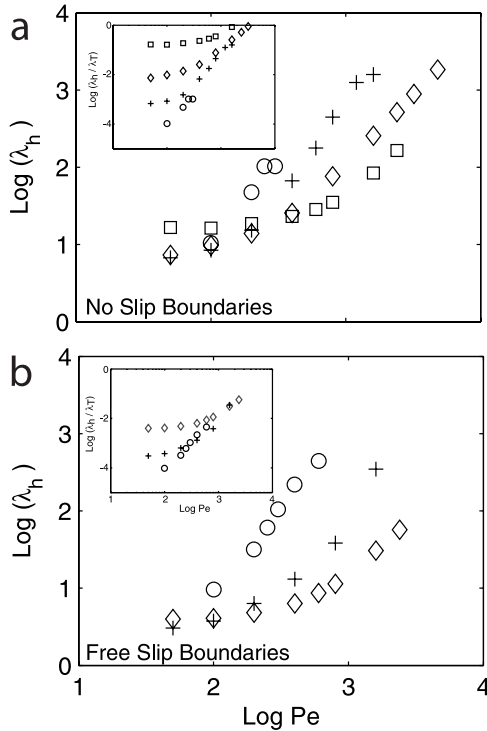 a
Log (λh)
4
3
2
1
0
Log (λh / λT)
0
-2
-4
No Slip Boundaries
b
Log (λh)
4
3
2
1
0
Log (λh / λT)
0
-2
-4
1
2
3
4
Log Pe
Free Slip Boundaries
1
2
3
4
Log Pe